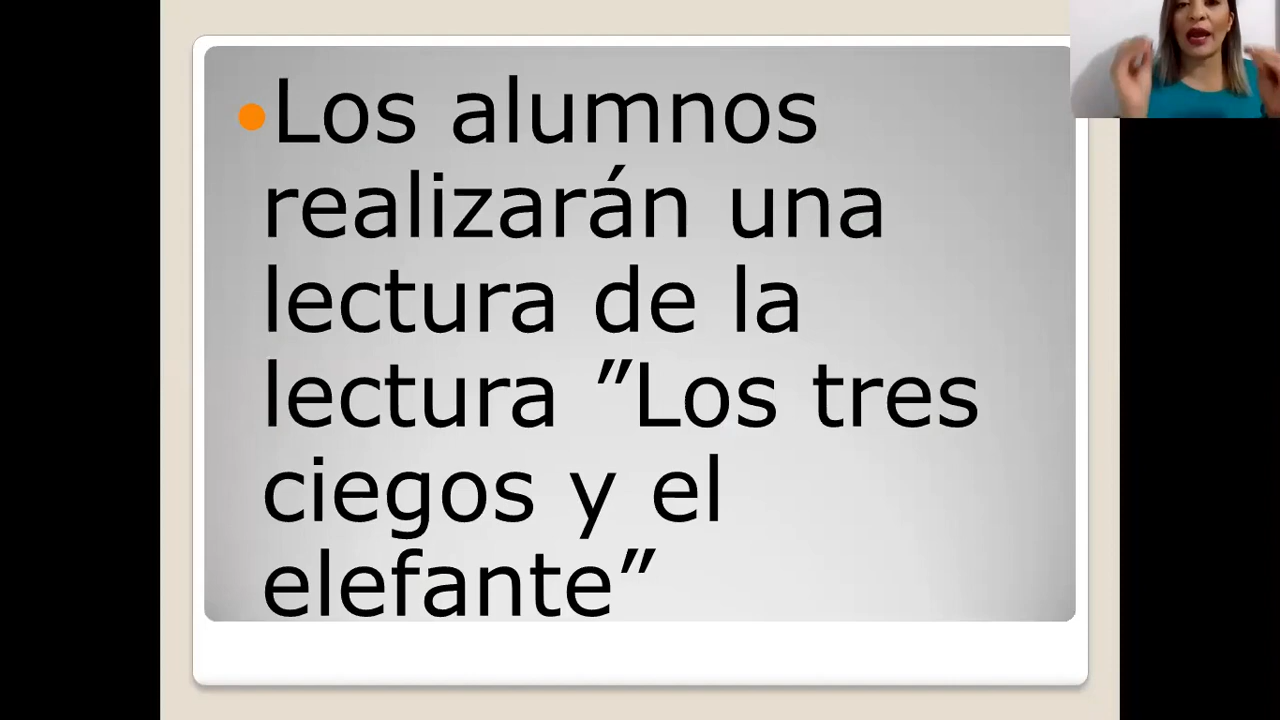 Los alumnos
realizarán una
lectura de la
lectura ”Los tres
ciegos y el
elefante”